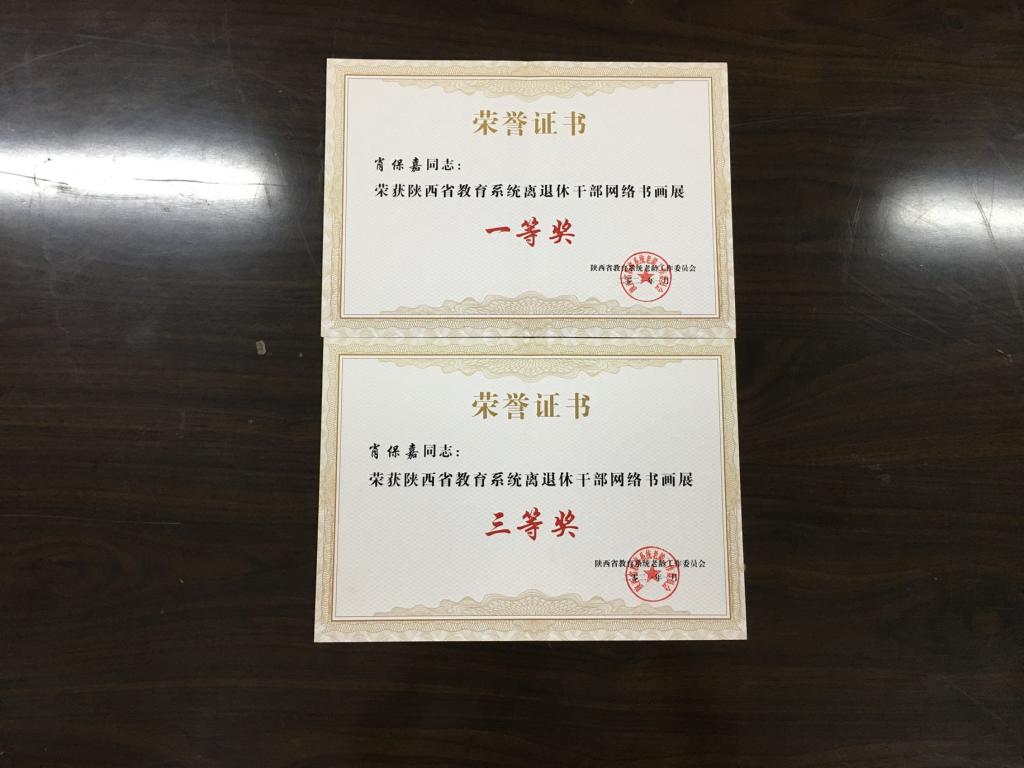 荣誉证书
肖保嘉同志：
荣获陕西省教育系统离退休干部网络书画展
一等奖
陕西省教育系统老龄工作委员会
荣誉证书
肖保嘉同志：
荣获陕西省教育系统离退休干部网络书画展
三等奖
陕西省教育系统老龄工作委员会